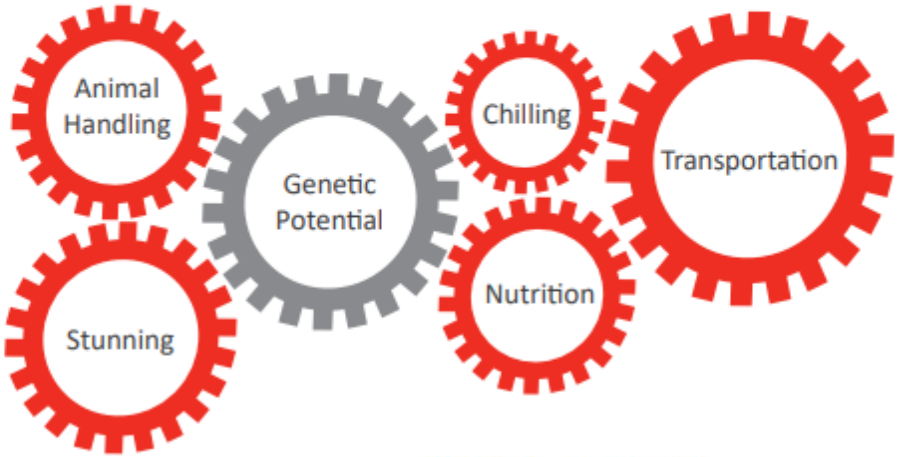 Animal
Handling
Genetic
Potential
Chilling
Transportation
Stunning
Nutrition